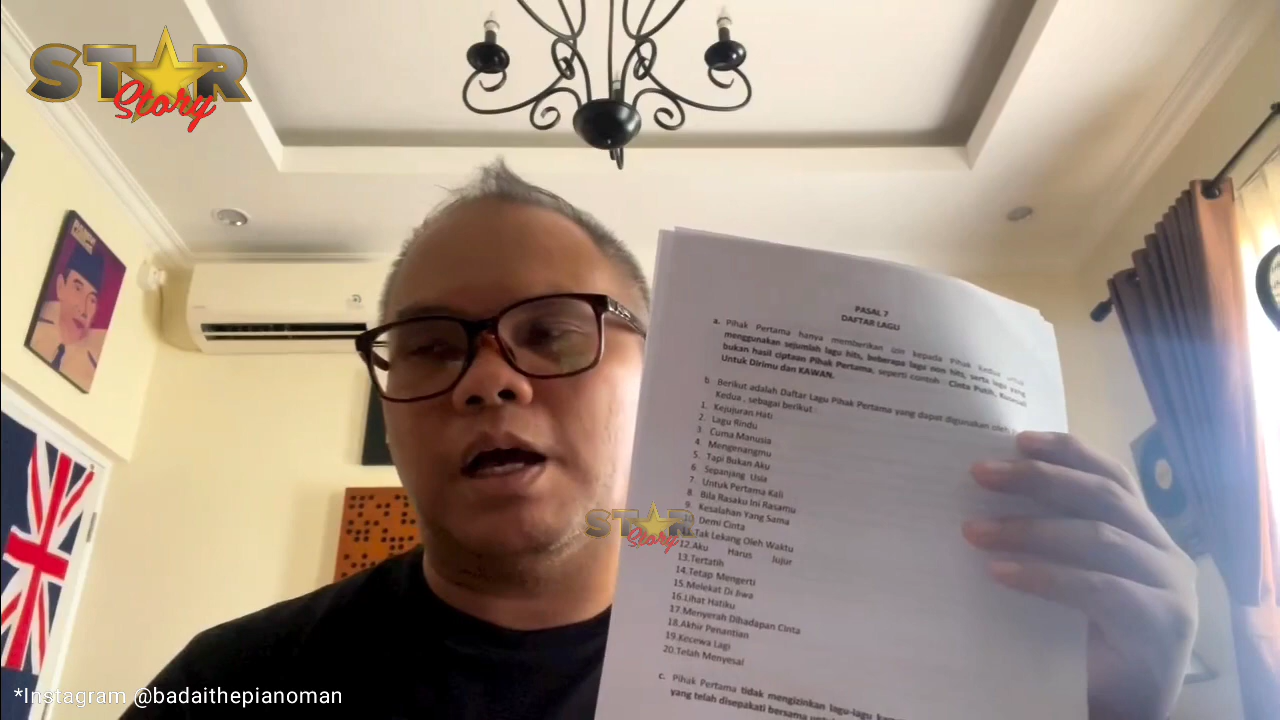 STAR
Story
PASAL 7
DAFTAR LAGU
a. Pihak Pertama hanya memberikan izin kepada Pihak Kedua untuk
menggunakan sejumlah lagu hits, beberapa lagu non hits, serta lagu yang
bukan hasil ciptaan Pihak Pertama, seperti contoh : Cinta Putih,
Untuk Dirimu dan KAWAN.
b Berikut adalah Daftar Lagu Pihak Pertama yang dapat digunakan oleh
Kedua , sebagai berikut :
1. Kejujuran Hati
2. Lagu Rindu
3. Cuma Manusia
4. Mengenangmu
5. Tapi Bukan Aku
6. Sepanjang Usia
7. Untuk Pertama Kali
8. Bila Rasaku Ini Rasamu
9. Kesalahan Yang Sama
10. Demi Cinta
11.Tak Lekang Oleh Waktu
12.Aku Harus Jujur
13.Tertatih
14.Tetap Mengerti
15.Melekat Di Jiwa
16.Lihat Hatiku
17.Menyerah Dihadapan Cinta
18.Akhir Penantian
19.Kecewa Lagi
20.Telah Menyesal
c. Pihak Pertama tidak mengizinkan lagu-lagu
yang telah disepakati bersama
STAR
Story
*Instagram @badaithepianoman